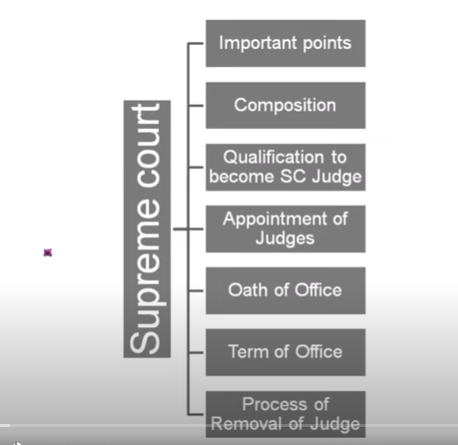 Supreme court
Important points
Composition
Qualification to
become SC Judge
Appointment of
Judges
Oath of Office
Term of Office
Process of
Removal of Judge